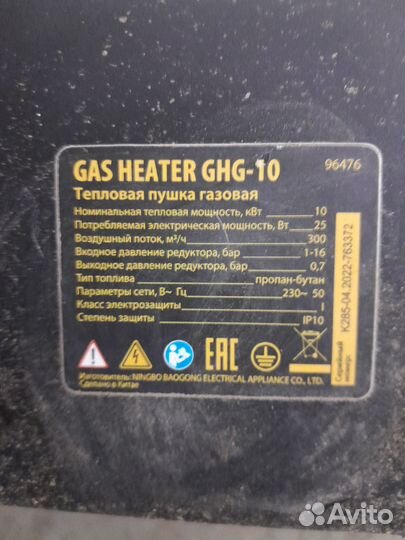 GAS HEATER GHG-10 96476
Тепловая пушка газовая
Номинальная тепловая мощность, кВт 10
Потребляемая электрическая мощность, Вт 25
Воздушный поток, м³/ч 300
Входное давление редуктора, бар 1-16
Выходное давление редуктора, бар 0,7
Тип топлива пропан-бутан
Параметры сети, В~ Гц 230~ 50
Класс электрозащиты I
Степень защиты IP10
EAC
Изготовитель: NINGBO BAOGONG ELECTRICAL APPLIANCE CO., LTD.
Сделано в Китае
Серийный номер:
K285-04.2022-763372
Avito